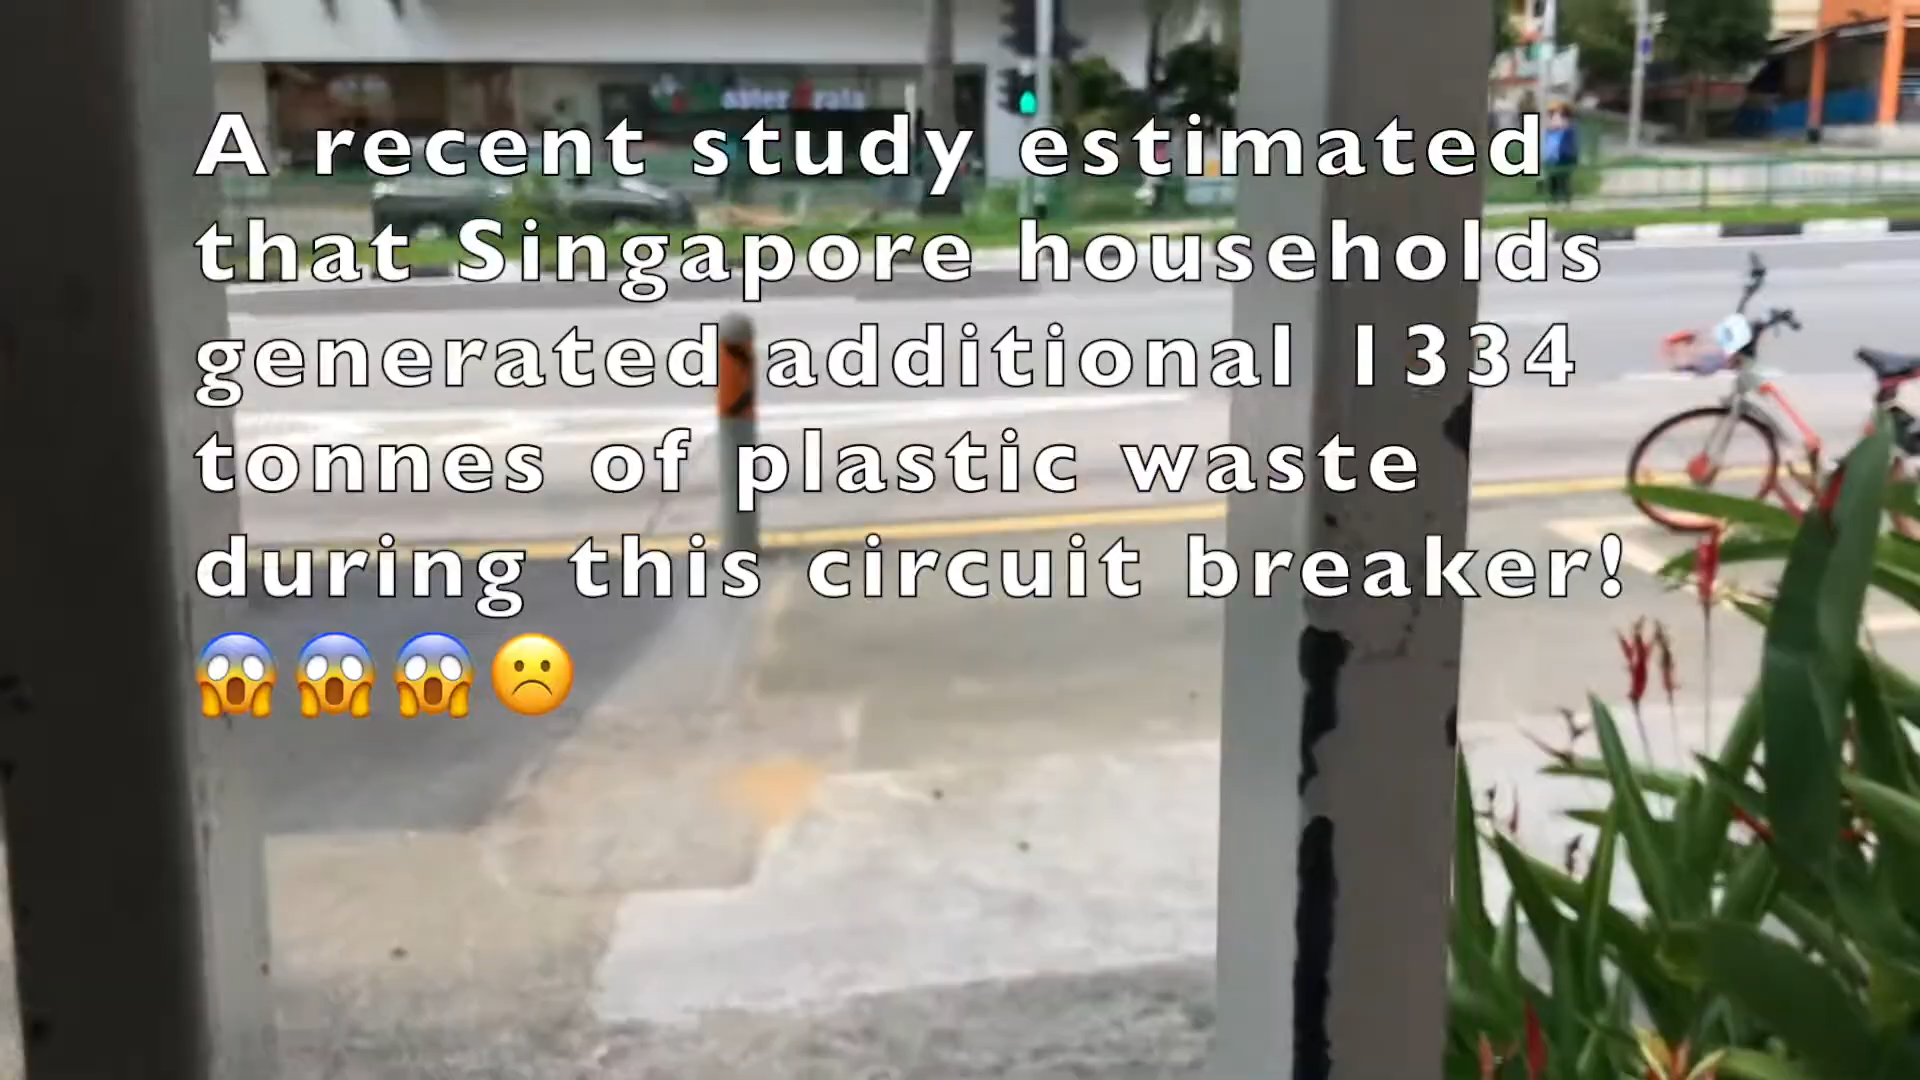 A recent study estimated
that Singapore households
generated additional 1334
tonnes of plastic waste
during this circuit breaker!
😱😱😱☹️